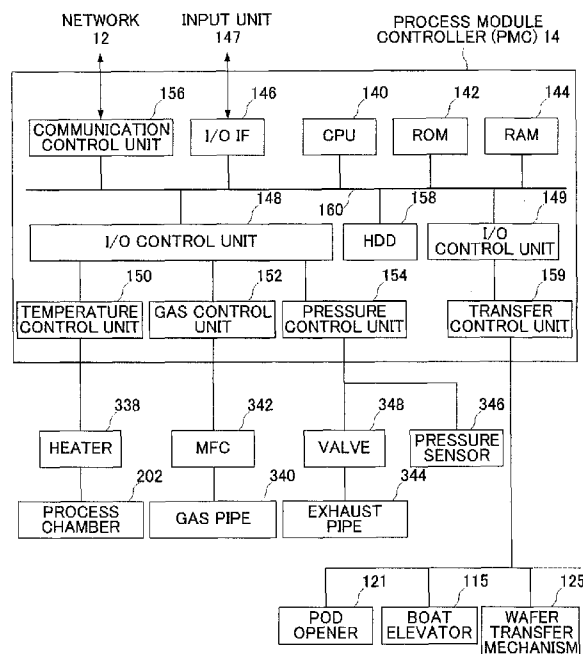 NETWORK
12
INPUT UNIT
147
PROCESS MODULE
CONTROLLER (PMC) 14
156
146
140
142
144
COMMUNICATION
CONTROL UNIT
I/O IF
CPU
ROM
RAM
148
160
158
149
I/O CONTROL UNIT
HDD
I/O
CONTROL UNIT
150
152
154
159
TEMPERATURE
CONTROL UNIT
GAS CONTROL
UNIT
PRESSURE
CONTROL UNIT
TRANSFER
CONTROL UNIT
338
342
348
346
HEATER
MFC
VALVE
PRESSURE
SENSOR
202
340
344
PROCESS
CHAMBER
GAS PIPE
EXHAUST
PIPE
121
115
125
POD
OPENER
BOAT
ELEVATOR
WAFER
TRANSFER
MECHANISM